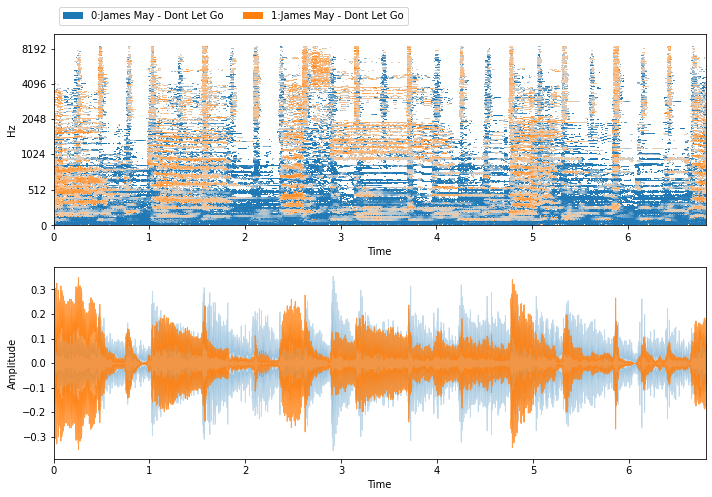 0:James May - Dont Let Go 1:James May - Dont Let Go
8192
4096
2048
1024
512
0
Hz
0 1 2 3 4 5 6
Time
0.3
0.2
0.1
0.0
−0.1
−0.2
−0.3
Amplitude
0 1 2 3 4 5 6
Time